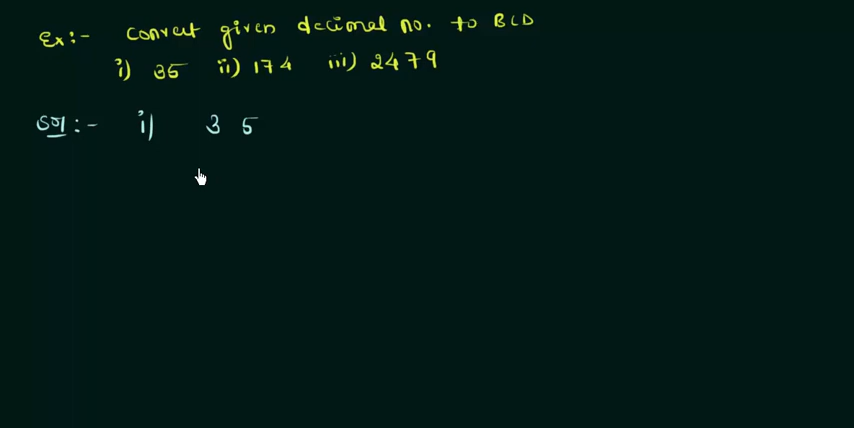 Ex:- convert given decimal no. to BCD
i) 35 ii) 174 iii) 2479
Sol:- i) 3 5